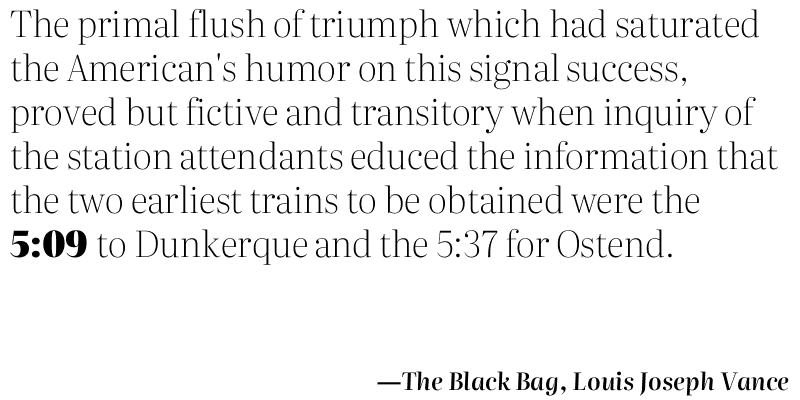 The primal flush of triumph which had saturated
the American's humor on this signal success,
proved but fictive and transitory when inquiry of
the station attendants educed the information that
the two earliest trains to be obtained were the
5:09 to Dunkerque and the 5:37 for Ostend.
—The Black Bag, Louis Joseph Vance